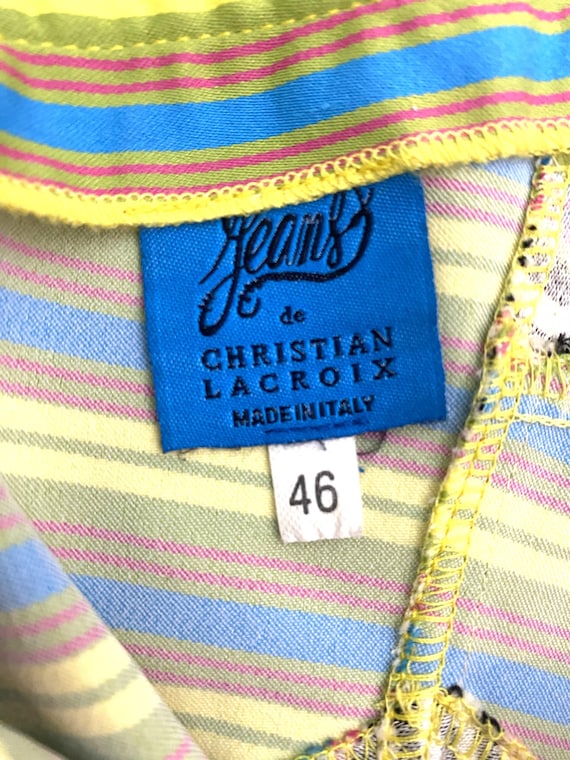 Jeans
de
CHRISTIAN
LACROIX
MADE IN ITALY
46